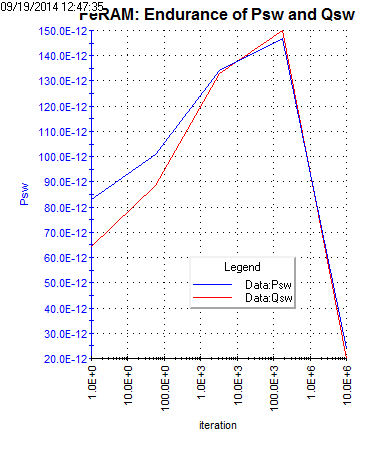 09/19/2014 12:47:35
FeRAM: Endurance of Psw and Qsw
150.0E-12
140.0E-12
130.0E-12
120.0E-12
110.0E-12
100.0E-12
90.0E-12
80.0E-12
70.0E-12
60.0E-12
50.0E-12
40.0E-12
30.0E-12
20.0E-12
Psw
Legend
Data:Psw
Data:Qsw
1.0E+0
10.0E+0
100.0E+0
1.0E+3
10.0E+3
100.0E+3
1.0E+6
10.0E+6
iteration